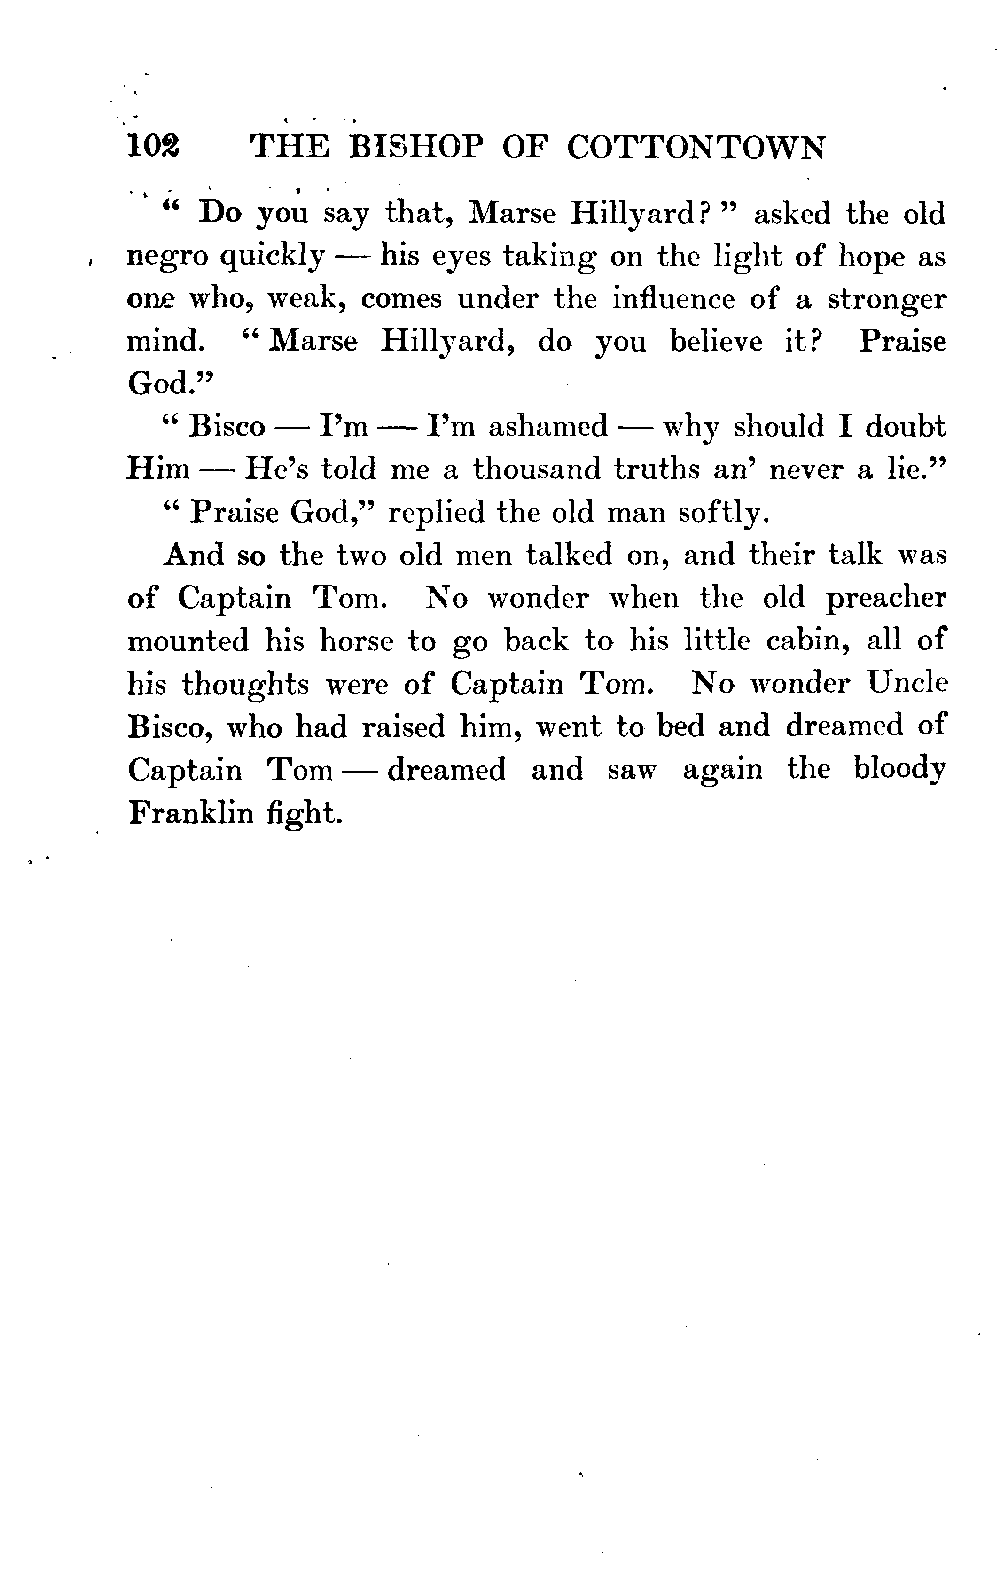 102 THE BISHOP OF COTTONTOWN
“ Do you say that, Marse Hillyard? ” asked the old
negro quickly — his eyes taking on the light of hope as
one who, weak, comes under the influence of a stronger
mind. “ Marse Hillyard, do you believe it? Praise
God.”
“ Bisco — I’m — I’m ashamed — why should I doubt
Him — He’s told me a thousand truths an’ never a lie.”
“ Praise God,” replied the old man softly.
And so the two old men talked on, and their talk was
of Captain Tom. No wonder when the old preacher
mounted his horse to go back to his little cabin, all of
his thoughts were of Captain Tom. No wonder Uncle
Bisco, who had raised him, went to bed and dreamed of
Captain Tom — dreamed and saw again the bloody
Franklin fight.